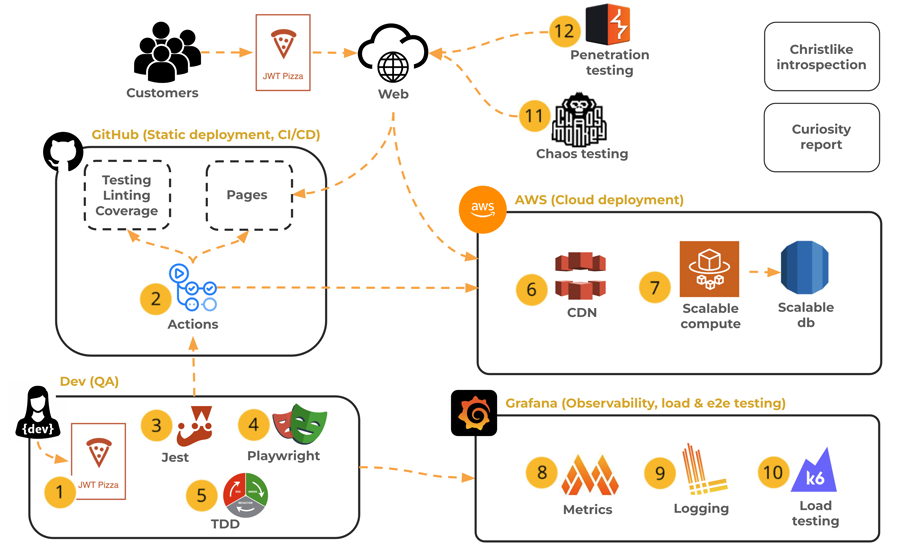 12
Penetration
testing
JWT Pizza
Customers
Web
Christlike
introspection
11
Chaos testing
Curiosity
report
GitHub (Static deployment, CI/CD)
Testing
Linting
Coverage
Pages
2
Actions
aws
AWS (Cloud deployment)
6
CDN
7
Scalable
compute
Scalable
db
Dev (QA)
{dev}
1
JWT Pizza
3
Jest
4
Playwright
5
TDD
Grafana (Observability, load & e2e testing)
8
Metrics
9
Logging
10
k6
Load
testing